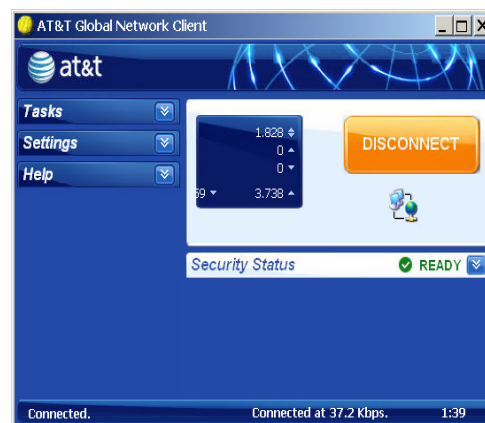 AT&T Global Network Client
at&t
Tasks
Settings
Help
1.828
0
0
59 3.738
DISCONNECT
Security Status READY
Connected. Connected at 37.2 Kbps. 1:39